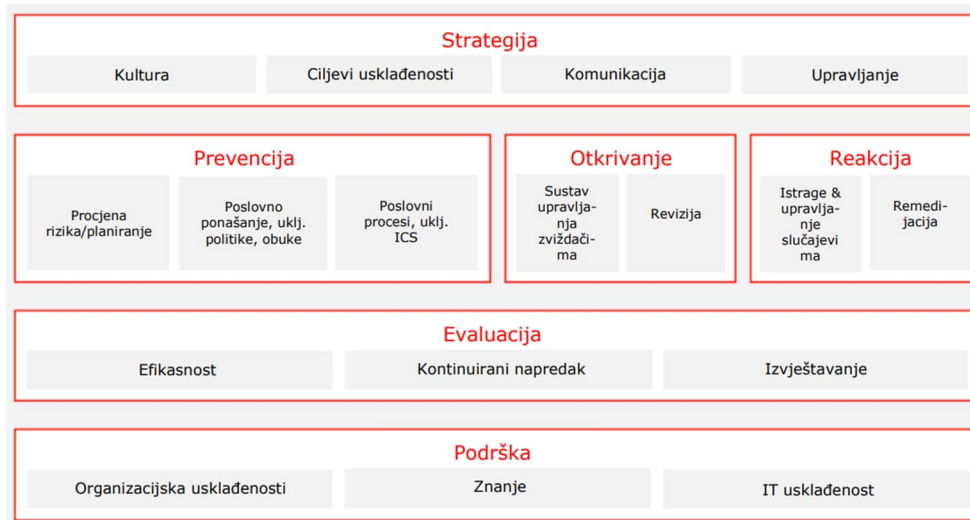 Strategija
Kultura
Ciljevi usklađenosti
Komunikacija
Upravljanje
Prevencija
Procjena
rizika/planiranje
Poslovno
ponašanje, uklj.
politike, obuke
Poslovni
procesi, uklj.
ICS
Otkrivanje
Sustav
upravlja-
nja
zviždači-
ma
Revizija
Reakcija
Istrage &
upravlja-
nje
slučajevi
ma
Remedi-
jacija
Evaluacija
Efikasnost
Kontinuirani napredak
Izvještavanje
Podrška
Organizacijska usklađenosti
Znanje
IT usklađenost